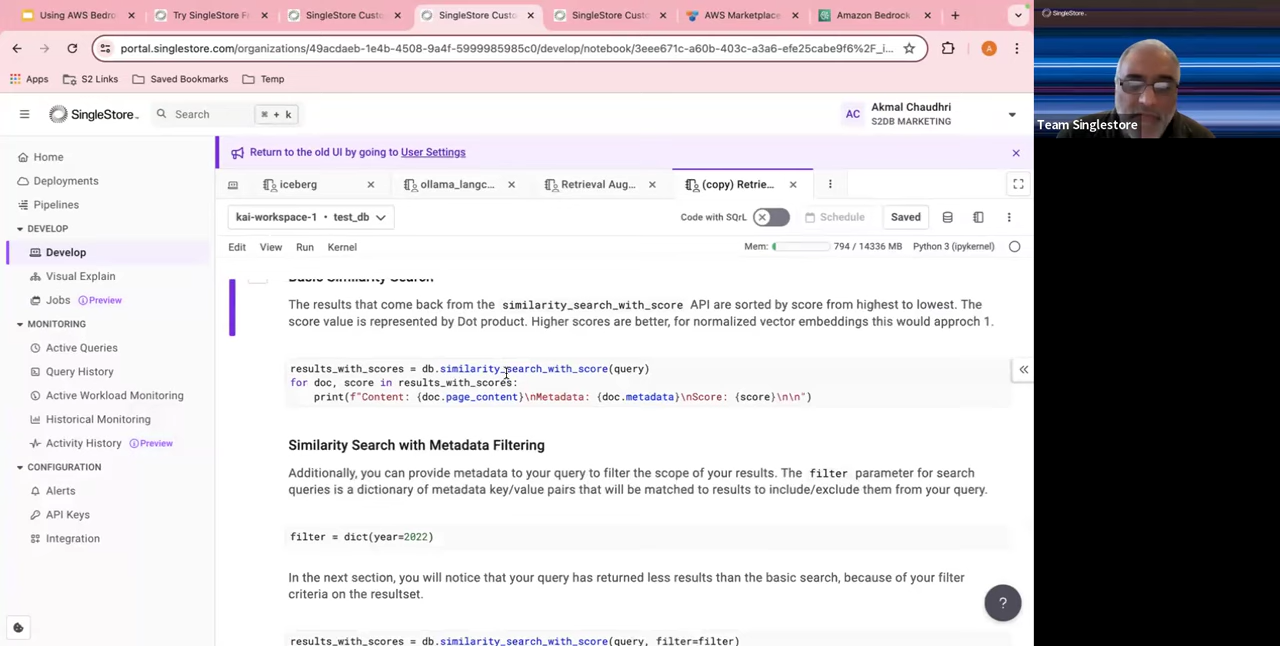 Using AWS Bedro
Try SingleStore F
SingleStore Custo
SingleStore Custo
SingleStore Custo
AWS Marketplace
Amazon Bedrock
portal.singlestore.com/organizations/49acdaeb-1e4b-4508-9a4f-5999985985c0/develop/notebook/3eee671c-a60b-403c-a3a6-efe25cabe9f6%2F_i...
A
Apps
S2 Links
Saved Bookmarks
Temp
SingleStore
Search
⌘ + k
AC
Akmal Chaudhri
S2DB MARKETING
Return to the old UI by going to User Settings
Home
Deployments
Pipelines
DEVELOP
Develop
Visual Explain
Jobs Preview
MONITORING
Active Queries
Query History
Active Workload Monitoring
Historical Monitoring
Activity History Preview
CONFIGURATION
Alerts
API Keys
Integration
iceberg
ollama_langc...
Retrieval Aug...
(copy) Retrie...
kai-workspace-1 • test_db
Code with SQrL
Schedule
Saved
Edit View Run Kernel
Mem: 794 / 14336 MB Python 3 (ipykernel)
Basic Similarity Search
The results that come back from the similarity_search_with_score API are sorted by score from highest to lowest. The
score value is represented by Dot product. Higher scores are better, for normalized vector embeddings this would approch 1.
results_with_scores = db.similarity_search_with_score(query)
for doc, score in results_with_scores:
print(f"Content: {doc.page_content}\nMetadata: {doc.metadata}\nScore: {score}\n\n")
Similarity Search with Metadata Filtering
Additionally, you can provide metadata to your query to filter the scope of your results. The filter parameter for search
queries is a dictionary of metadata key/value pairs that will be matched to results to include/exclude them from your query.
filter = dict(year=2022)
In the next section, you will notice that your query has returned less results than the basic search, because of your filter
criteria on the resultset.
results_with_scores = db.similarity_search_with_score(query, filter=filter)
?
SingleStore
Team Singlestore